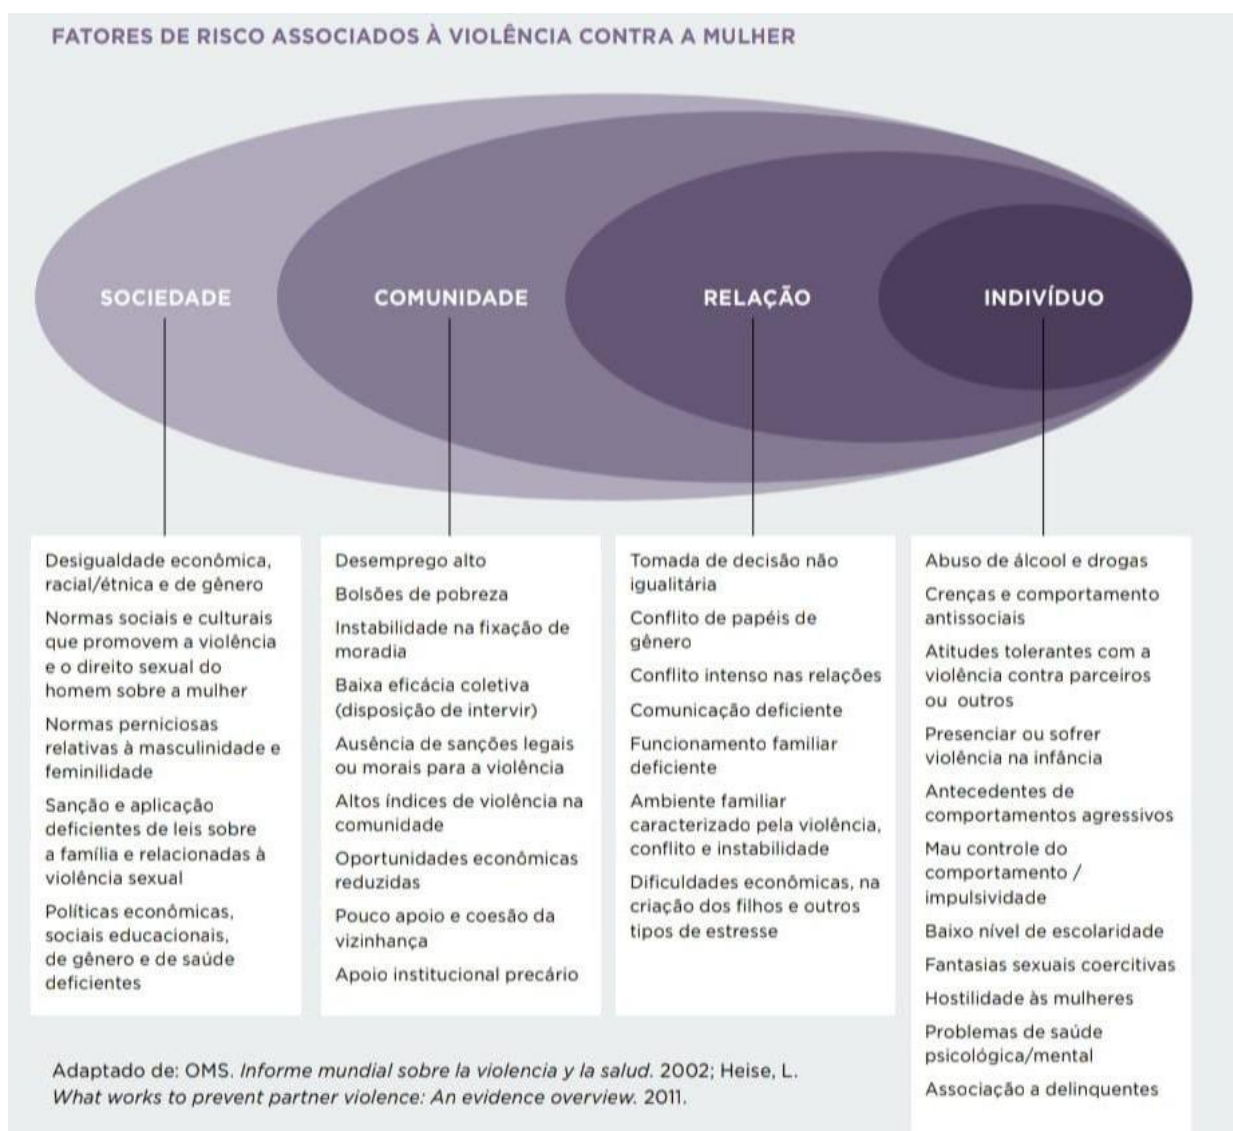 FATORES DE RISCO ASSOCIADOS À VIOLÊNCIA CONTRA A MULHER
SOCIEDADE
COMUNIDADE
RELAÇÃO
INDIVÍDUO
Desigualdade econômica,
racial/étnica e de gênero
Normas sociais e culturais
que promovem a violência
e o direito sexual do
homem sobre a mulher
Normas perniciosas
relativas à masculinidade e
feminilidade
Sanção e aplicação
deficientes de leis sobre
a família e relacionadas à
violência sexual
Políticas econômicas,
sociais educacionais,
de gênero e de saúde
deficientes
Desemprego alto
Bolsões de pobreza
Instabilidade na fixação de
moradia
Baixa eficácia coletiva
(disposição de intervir)
Ausência de sanções legais
ou morais para a violência
Altos índices de violência na
comunidade
Oportunidades econômicas
reduzidas
Pouco apoio e coesão da
vizinhança
Apoio institucional precário
Tomada de decisão não
igualitária
Conflito de papéis de
gênero
Conflito intenso nas relações
Comunicação deficiente
Funcionamento familiar
deficiente
Ambiente familiar
caracterizado pela violência,
conflito e instabilidade
Dificuldades econômicas, na
criação dos filhos e outros
tipos de estresse
Abuso de álcool e drogas
Crenças e comportamento
antissociais
Atitudes tolerantes com a
violência contra parceiros
ou outros
Presenciar ou sofrer
violência na infância
Antecedentes de
comportamentos agressivos
Mau controle do
comportamento /
impulsividade
Baixo nível de escolaridade
Fantasias sexuais coercitivas
Hostilidade às mulheres
Problemas de saúde
psicológica/mental
Associação a delinquentes
Adaptado de: OMS. Informe mundial sobre la violencia y la salud. 2002; Heise, L.
What works to prevent partner violence: An evidence overview. 2011.